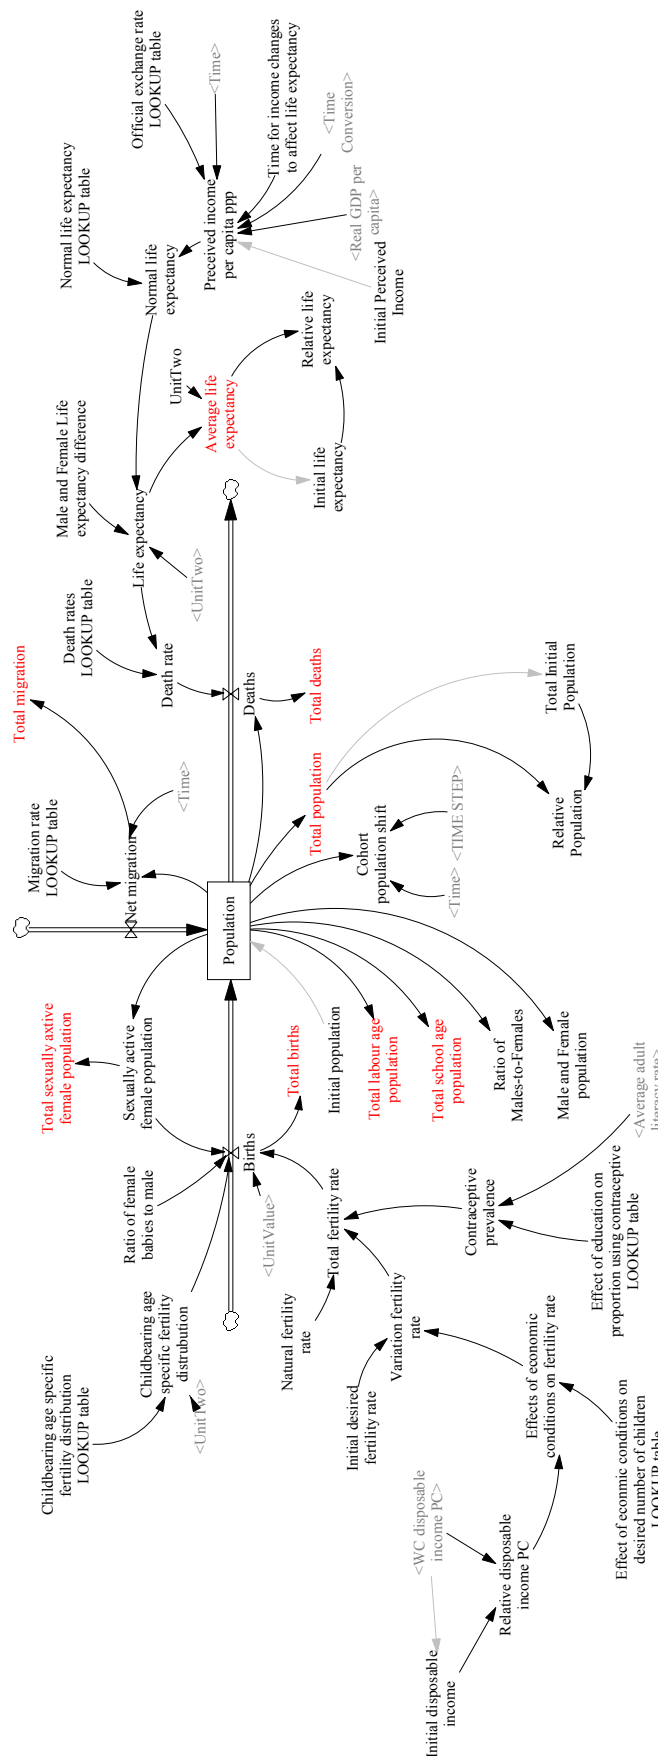 Official exchange rate
LOOKUP table
<Time>
Time for income changes
to affect life expectancy
<Time
Conversion>
<Real GDP per
capita>
Initial Perceived
Income
Preceived income
per capita ppp
Normal life expectancy
LOOKUP table
Normal life
expectancy
UnitTwo
Average life
expectancy
Relative life
expectancy
Initial life
expectancy
Male and Female Life
expectancy difference
Life expectancy
<UnitTwo>
Death rates
LOOKUP table
Death rate
Deaths
Total deaths
Total migration
Migration rate
LOOKUP table
<Time>
Net migration
Total population
Total Initial
Population
Relative
Population
Cohort
population shift
<Time>
<TIME STEP>
Population
Total sexually axtive
female population
Sexually active
female population
Total births
Initial population
Total labour age
population
Total school age
population
Ratio of
Males-to-Females
Male and Female
population
Ratio of female
babies to male
Births
<UnitValue>
Childbearing age specific
fertility distribution
LOOKUP table
Childbearing age
specific fertility
distrubution
<UnitTwo>
Natural fertility
rate
Total fertility rate
Contraceptive
prevalence
<Average adult
literacy rate>
Effect of education on
proportion using contraceptive
LOOKUP table
Initial desired
fertility rate
Variation fertility
rate
Effects of economic
conditions on fertility rate
Effect of econmic conditions on
desired number of children
LOOKUP table
<WC disposable
income PC>
Relative disposable
income PC
Initial disposable
income